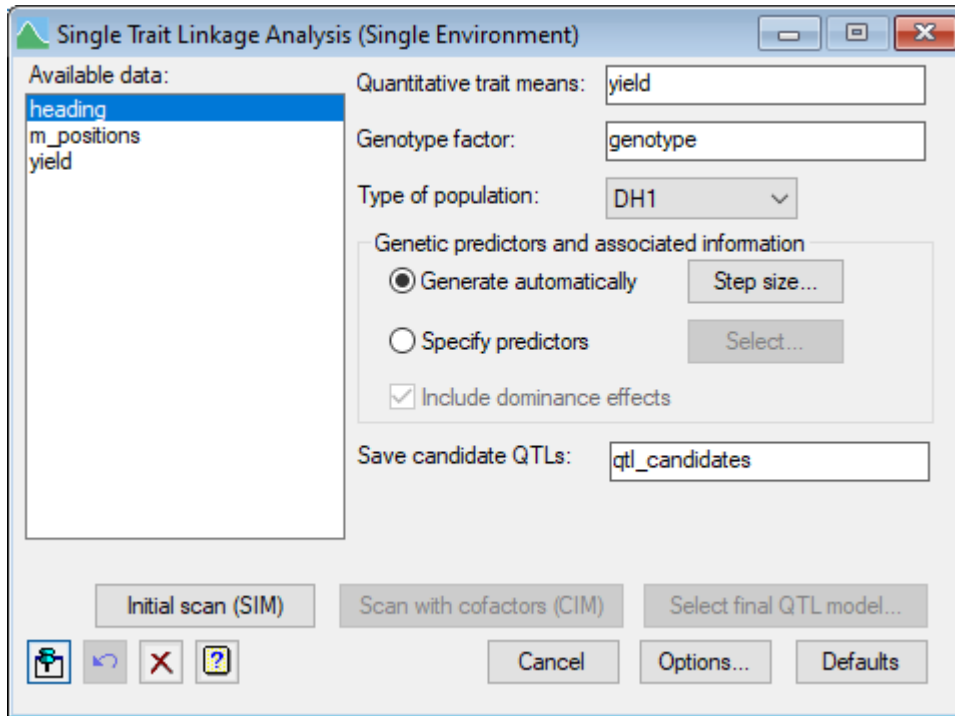 Single Trait Linkage Analysis (Single Environment)
Available data:
heading
m_positions
yield
Quantitative trait means:
yield
Genotype factor:
genotype
Type of population:
DH1
Genetic predictors and associated information
Generate automatically
Step size...
Specify predictors
Select...
Include dominance effects
Save candidate QTLs:
qtl_candidates
Initial scan (SIM)
Scan with cofactors (CIM)
Select final QTL model...
?
Cancel
Options...
Defaults